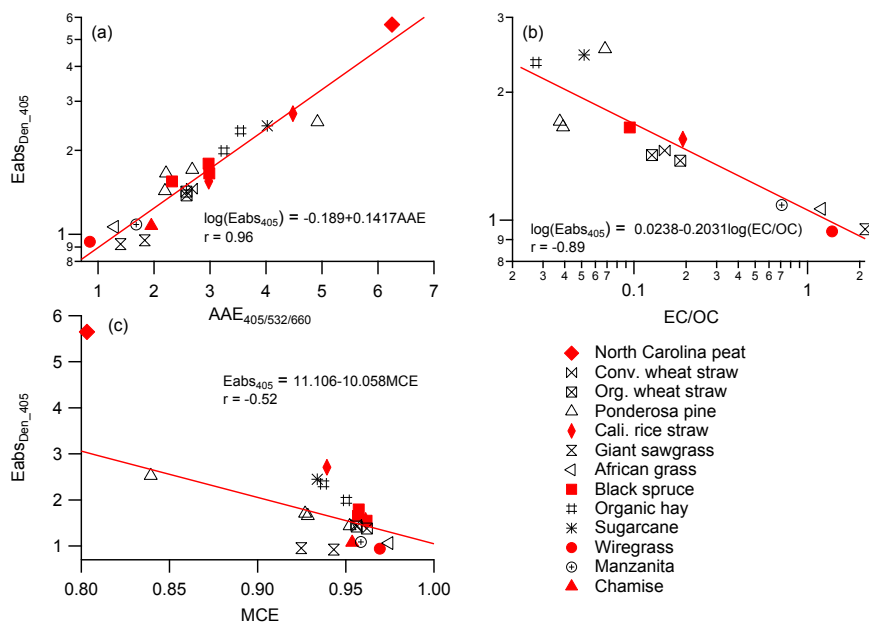 (a)
6
5
4
3
2
1
9
8
Eabs_Den_405
log(Eabs₄₀₅) = -0.189+0.1417AAE
r = 0.96
1 2 3 4 5 6 7
AAE_405/532/660
(b)
3
2
1
9
8
log(Eabs₄₀₅) = 0.0238-0.2031log(EC/OC)
r = -0.89
2 3 4 5 6 7 0.1 2 3 4 5 6 7 1 2
EC/OC
(c)
6
5
4
3
2
1
Eabs_Den_405
Eabs₄₀₅ = 11.106-10.058MCE
r = -0.52
0.80 0.85 0.90 0.95 1.00
MCE
North Carolina peat
Conv. wheat straw
Org. wheat straw
Ponderosa pine
Cali. rice straw
Giant sawgrass
African grass
Black spruce
Organic hay
Sugarcane
Wiregrass
Manzanita
Chamise